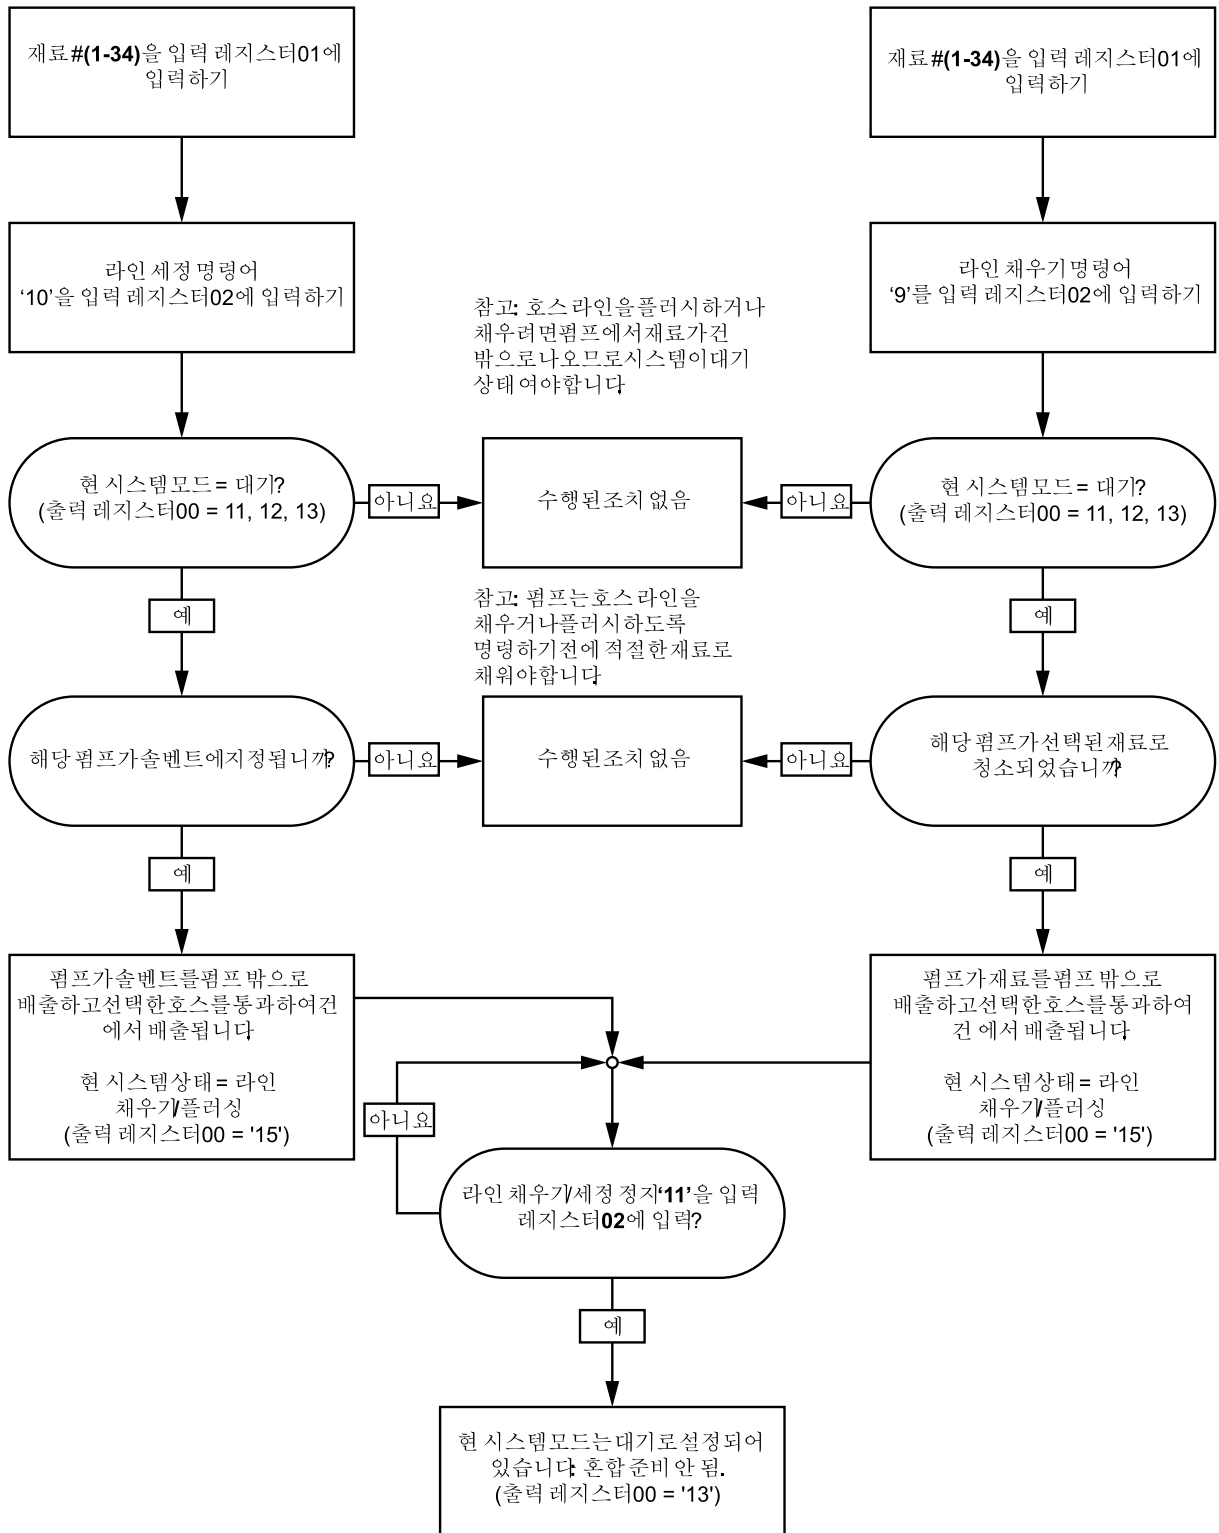 재료 #(1-34)을 입력 레지스터01에
입력하기
재료 #(1-34)을 입력 레지스터01에
입력하기
라인 세정 명령어
‘10’을 입력 레지스터02에 입력하기
라인 채우기 명령어
‘9’를 입력 레지스터02에 입력하기
참고: 호스 라인을 플러시하거나
채우려면 펌프에서 재료가 건
밖으로 나오므로 시스템이 대기
상태여야 합니다.
현 시스템 모드 = 대기?
(출력 레지스터00 = 11, 12, 13)
아니요
수행된 조치 없음
아니요
현 시스템 모드 = 대기?
(출력 레지스터00 = 11, 12, 13)
예
참고: 펌프는 호스 라인을
채우거나 플러시하도록
명령하기 전에 적절한 재료로
채워야 합니다.
예
해당 펌프가 솔벤트에 지정됩니까?
아니요
수행된 조치 없음
아니요
해당 펌프가 선택된 재료로
청소되었습니까?
예
예
펌프가 솔벤트를 펌프 밖으로
배출하고 선택한 호스를 통과하여 건
에서 배출됩니다.
현 시스템 상태 = 라인
채우기/플러싱
(출력 레지스터00 = '15')
펌프가 재료를 펌프 밖으로
배출하고 선택한 호스를 통과하여
건 에서 배출됩니다.
현 시스템 상태 = 라인
채우기/플러싱
(출력 레지스터00 = '15')
아니요
라인 채우기/세정 정지 ‘11’을 입력
레지스터02에 입력?
예
현 시스템 모드는 대기로 설정되어
있습니다: 혼합 준비 안 됨.
(출력 레지스터00 = '13')